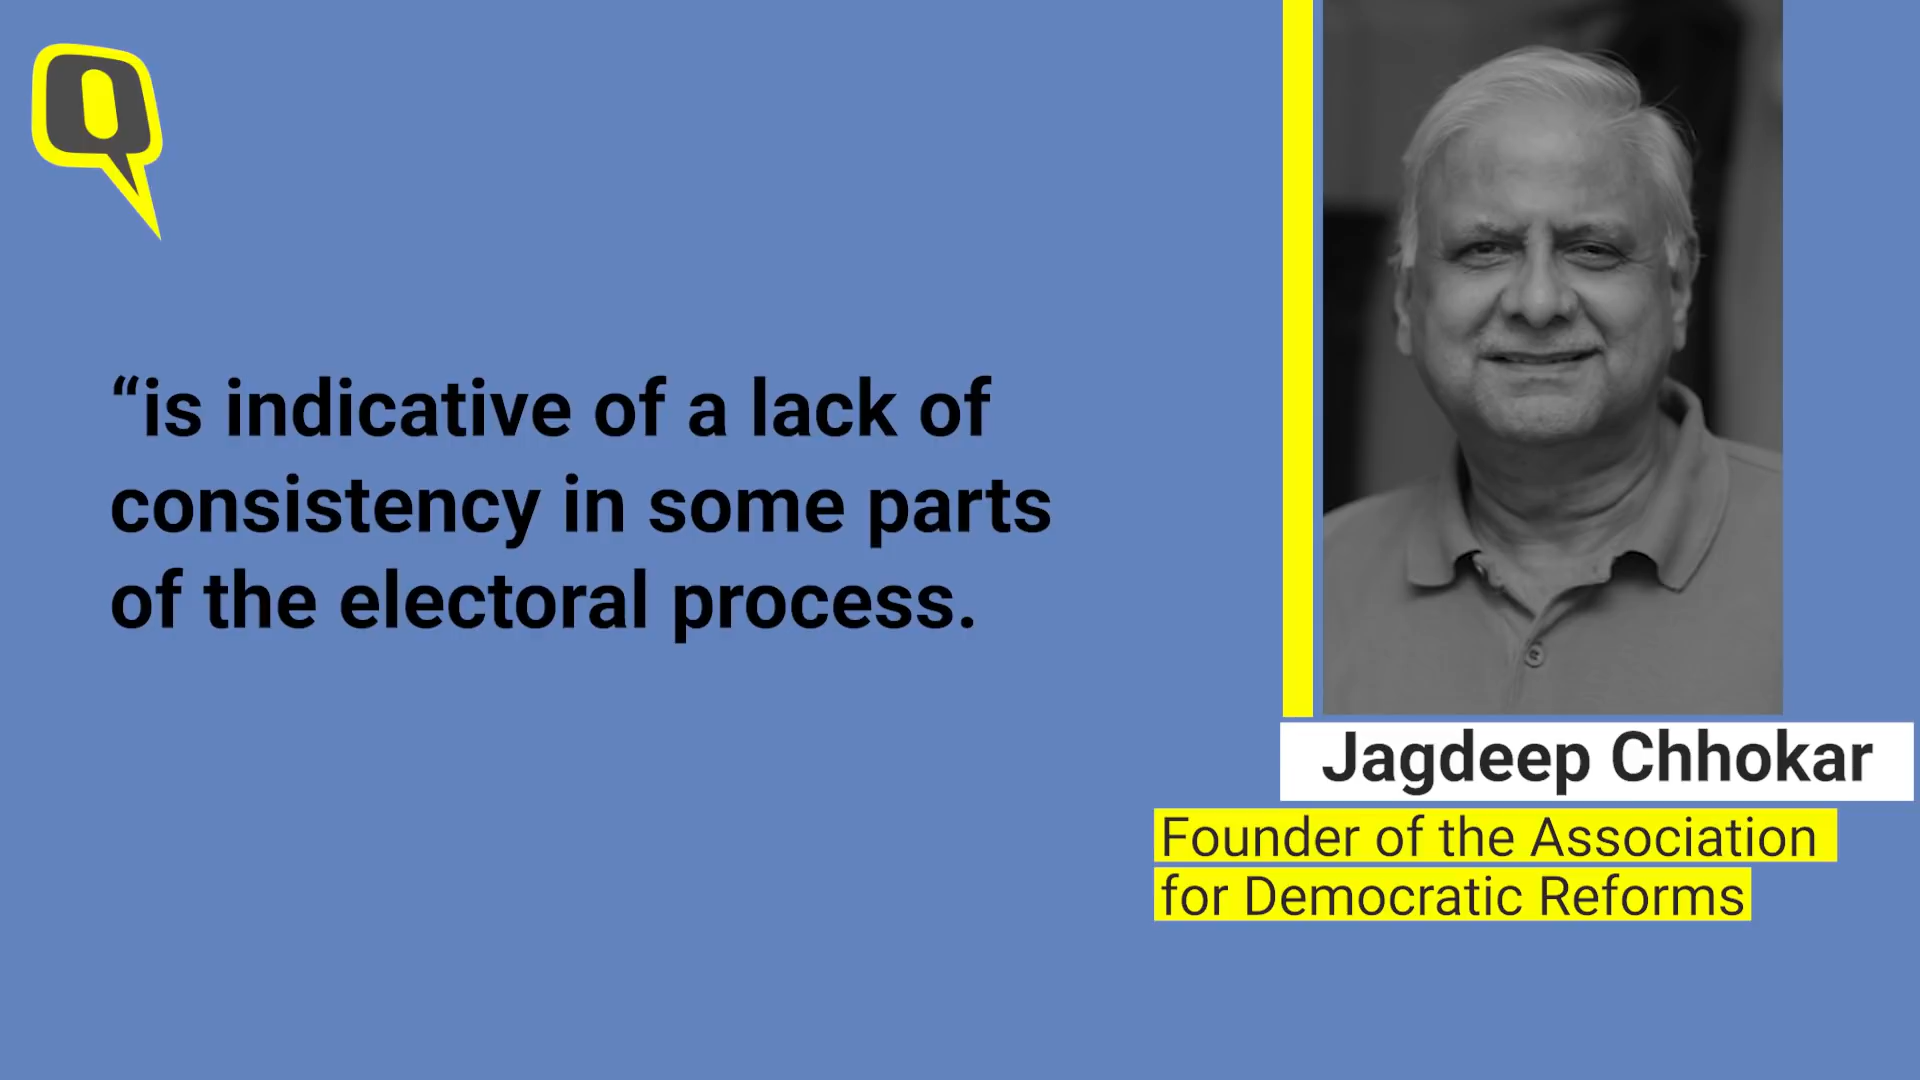 Q
“is indicative of a lack of
consistency in some parts
of the electoral process.
Jagdeep Chhokar
Founder of the Association
for Democratic Reforms